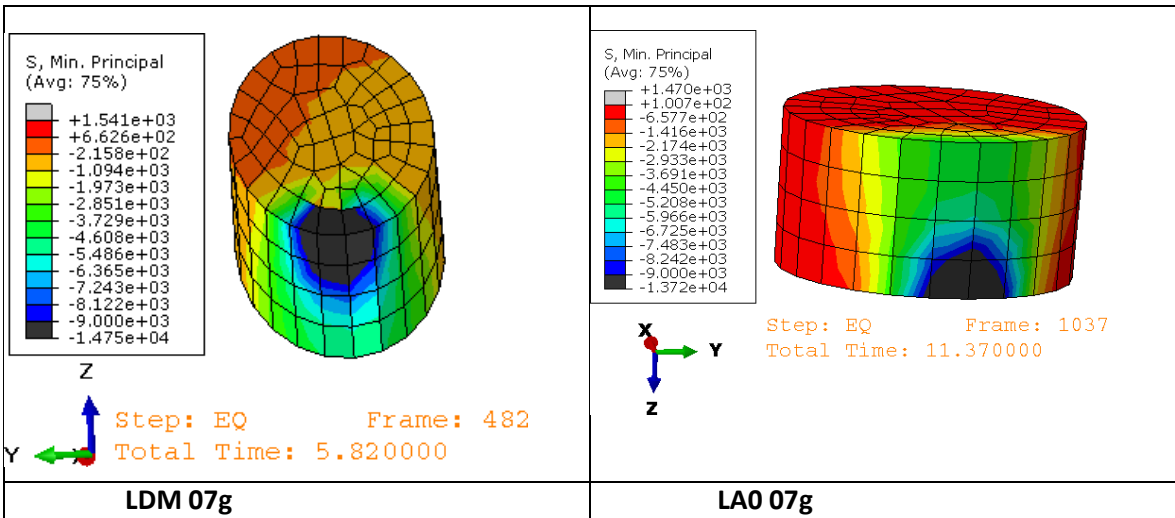 S, Min. Principal
(Avg: 75%)
+1.541e+03
+6.626e+02
-2.158e+02
-1.094e+03
-1.973e+03
-2.851e+03
-3.729e+03
-4.608e+03
-5.486e+03
-6.365e+03
-7.243e+03
-8.122e+03
-9.000e+03
-1.475e+04
Z
Y
X
Step: EQ Frame: 482
Total Time: 5.820000
LDM 07g
S, Min. Principal
(Avg: 75%)
+1.470e+03
+1.007e+02
-6.577e+02
-1.416e+03
-2.174e+03
-2.933e+03
-3.691e+03
-4.450e+03
-5.208e+03
-5.966e+03
-6.725e+03
-7.483e+03
-8.242e+03
-9.000e+03
-1.372e+04
X
Y
Z
Step: EQ Frame: 1037
Total Time: 11.370000
LA0 07g